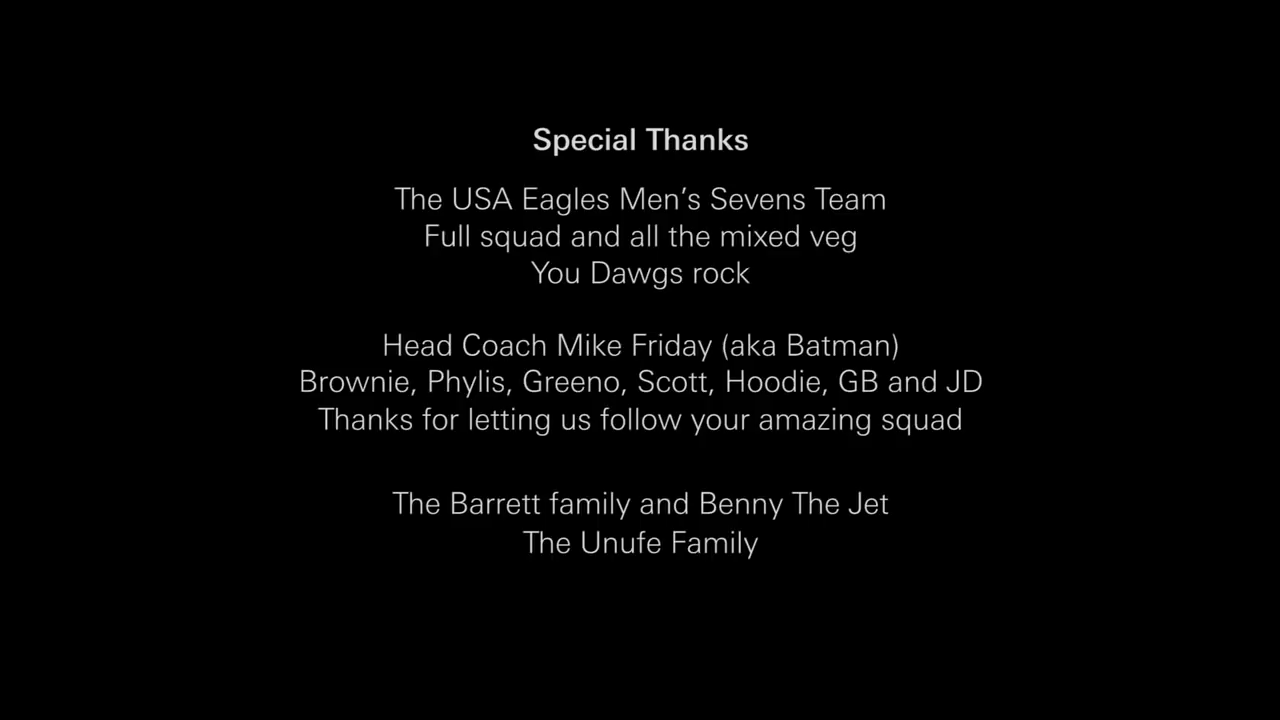 Special Thanks
The USA Eagles Men's Sevens Team
Full squad and all the mixed veg
You Dawgs rock
Head Coach Mike Friday (aka Batman)
Brownie, Phylis, Greeno, Scott, Hoodie, GB and JD
Thanks for letting us follow your amazing squad
The Barrett family and Benny The Jet
The Unufe Family